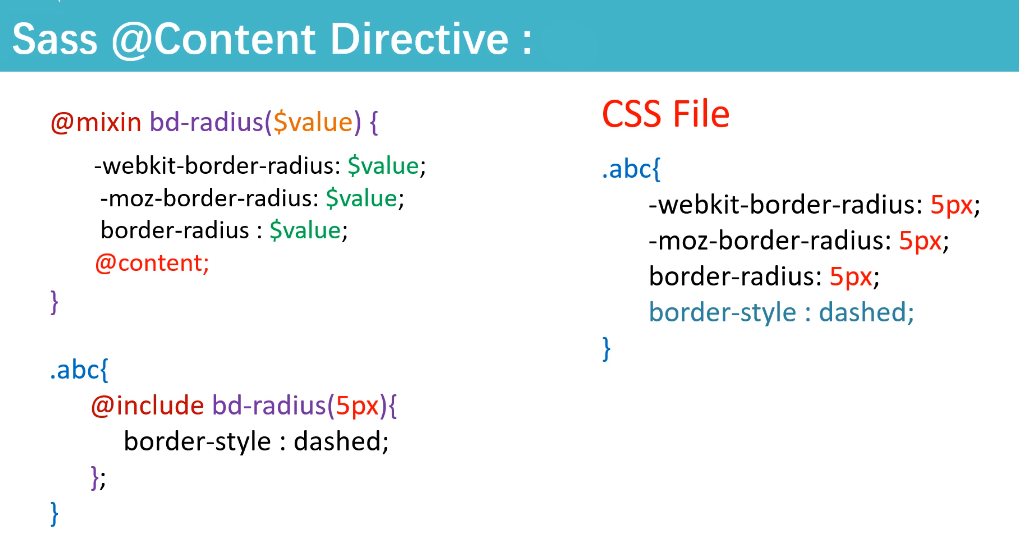 Sass @Content Directive :
@mixin bd-radius($value) {
-webkit-border-radius: $value;
-moz-border-radius: $value;
border-radius : $value;
@content;
}
.abc{
@include bd-radius(5px){
border-style : dashed;
};
}
CSS File
.abc{
-webkit-border-radius: 5px;
-moz-border-radius: 5px;
border-radius: 5px;
border-style : dashed;
}